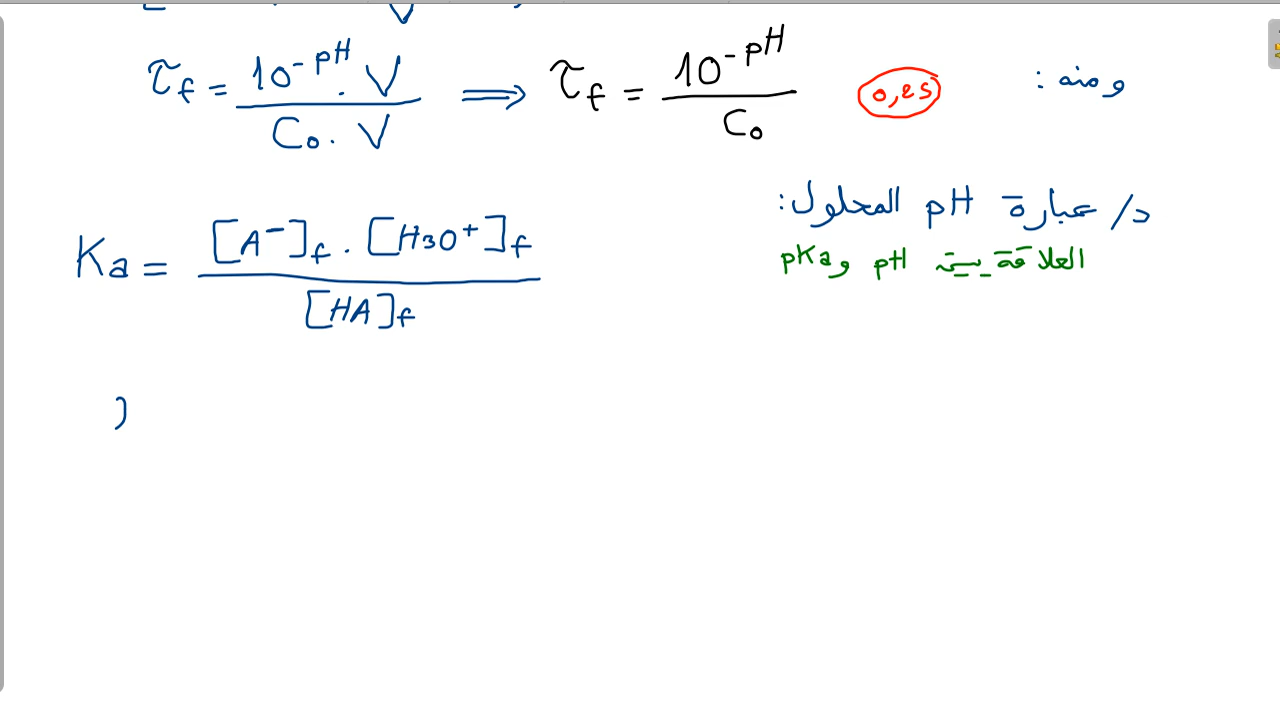 ومنه : τf = 10^-pH . V / C0 . V ⟹ τf = 10^-pH / C0 0,25
د/ عبارة pH المحلول:
العلاقة بين pH و pKa
Ka = [A^-]f . [H3O^+]f / [HA]f